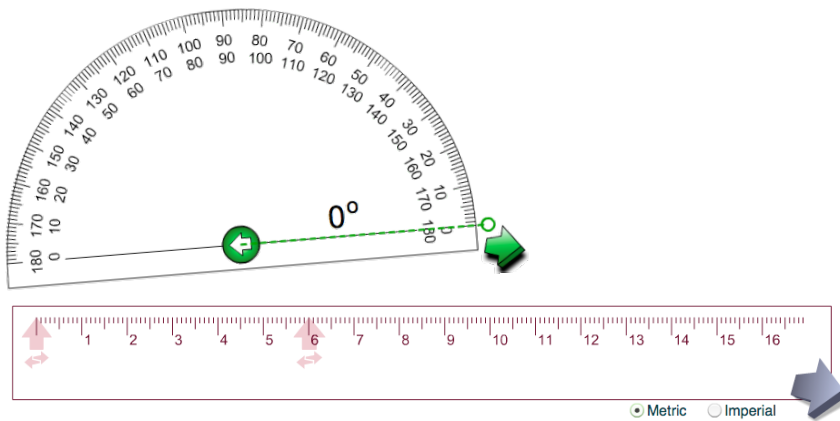 180 170 160 150 140 130 120 110 100 90 80 70 60 50 40 30 20 10 0
0 10 20 30 40 50 60 70 80 90 100 110 120 130 140 150 160 170 180
0º
1 2 3 4 5 6 7 8 9 10 11 12 13 14 15 16
Metric Imperial